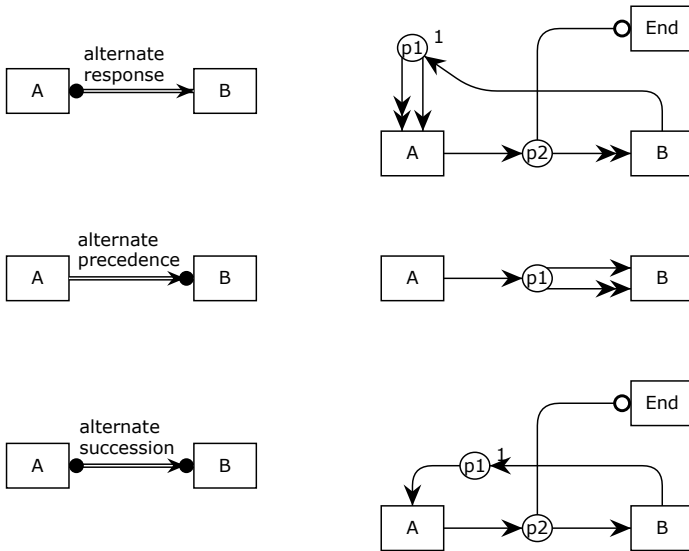 alternate
response
A
B
p1
1
End
A
p2
B
alternate
precedence
A
B
A
p1
B
alternate
succession
A
B
End
p1
1
A
p2
B